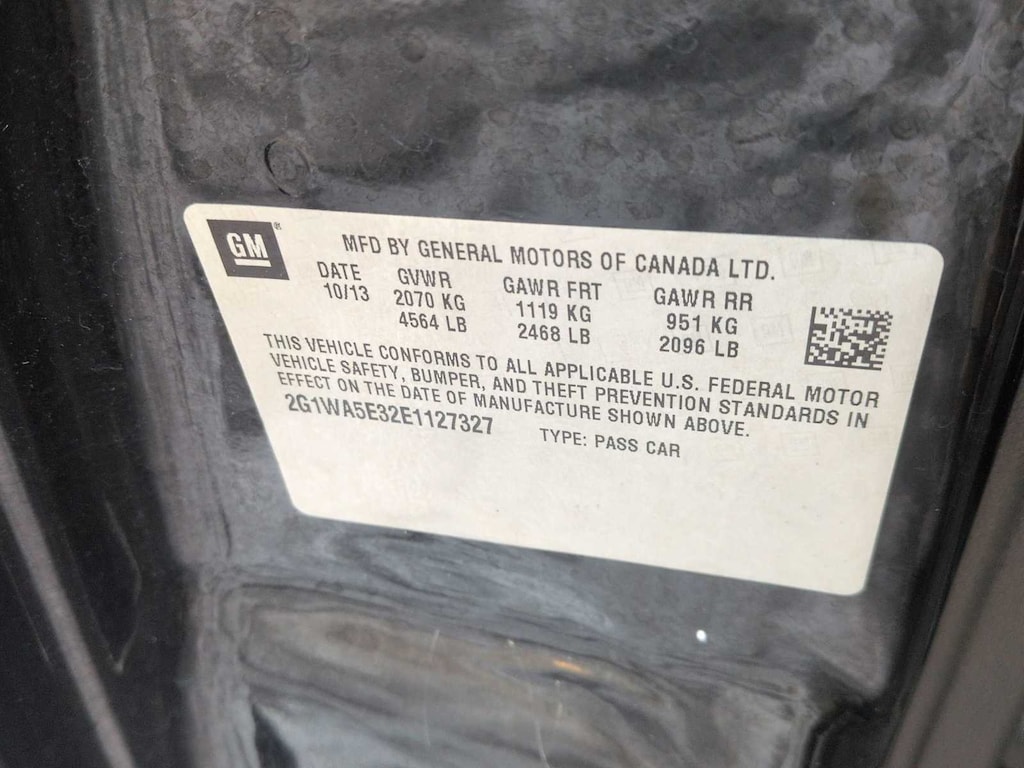 GM
MFD BY GENERAL MOTORS OF CANADA LTD.
DATE GVWR GAWR FRT GAWR RR
10/13 2070 KG 1119 KG 951 KG
4564 LB 2468 LB 2096 LB
THIS VEHICLE CONFORMS TO ALL APPLICABLE U.S. FEDERAL MOTOR
VEHICLE SAFETY, BUMPER, AND THEFT PREVENTION STANDARDS IN
EFFECT ON THE DATE OF MANUFACTURE SHOWN ABOVE.
2G1WA5E32E1127327 TYPE: PASS CAR